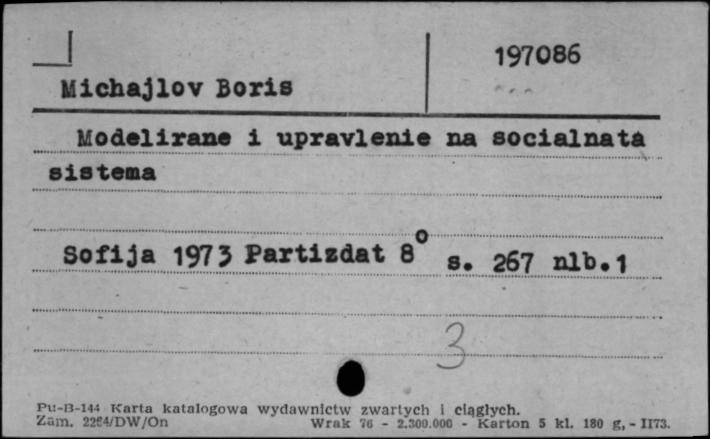 197086
Michajlov Boris
Modelirane i upravlenie na socialnata
sistema
Sofija 1973 Partizdat 8° s. 267 nlb.1
3
Pu-B-144 Karta katalogowa wydawnictw zwartych i ciągłych.
Zam. 2264/DW/On Wrak 76 - 2.300.000 - Karton 5 kl. 180 g, - II73.